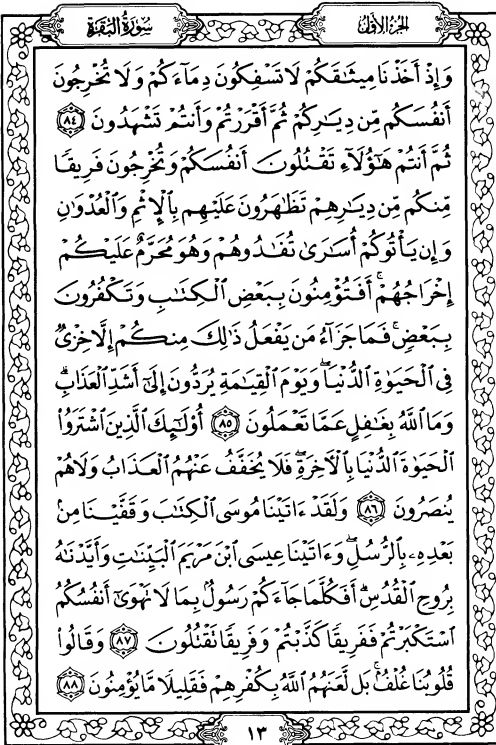 سُورَةُ البَقَرَةِ
الجُزءُ الأَوَّلُ
وَإِذْ أَخَذْنَا مِيثَٰقَكُمْ لَا تَسْفِكُونَ دِمَآءَكُمْ وَلَا تُخْرِجُونَ
أَنفُسَكُم مِّن دِيَٰرِكُمْ ثُمَّ أَقْرَرْتُمْ وَأَنتُمْ تَشْهَدُونَ ٨٤
ثُمَّ أَنتُمْ هَٰٓؤُلَآءِ تَقْتُلُونَ أَنفُسَكُمْ وَتُخْرِجُونَ فَرِيقًا
مِّنكُم مِّن دِيَٰرِهِمْ تَظَٰهَرُونَ عَلَيْهِم بِٱلْإِثْمِ وَٱلْعُدْوَٰنِ
وَإِن يَأْتُوكُمْ أُسَٰرَىٰ تُفَٰدُوهُمْ وَهُوَ مُحَرَّمٌ عَلَيْكُمْ
إِخْرَاجُهُمْ ۚ أَفَتُؤْمِنُونَ بِبَعْضِ ٱلْكِتَٰبِ وَتَكْفُرُونَ
بِبَعْضٍ ۚ فَمَا جَزَآءُ مَن يَفْعَلُ ذَٰلِكَ مِنكُمْ إِلَّا خِزْىٌ
فِى ٱلْحَيَوٰةِ ٱلدُّنْيَا ۖ وَيَوْمَ ٱلْقِيَٰمَةِ يُرَدُّونَ إِلَىٰٓ أَشَدِّ ٱلْعَذَابِ ۗ
وَمَا ٱللَّهُ بِغَٰفِلٍ عَمَّا تَعْمَلُونَ ٨٥ أُو۟لَٰٓئِكَ ٱلَّذِينَ ٱشْتَرَوُا۟
ٱلْحَيَوٰةَ ٱلدُّنْيَا بِٱلْءَاخِرَةِ ۖ فَلَا يُخَفَّفُ عَنْهُمُ ٱلْعَذَابُ وَلَا هُمْ
يُنصَرُونَ ٨٦ وَلَقَدْ ءَاتَيْنَا مُوسَى ٱلْكِتَٰبَ وَقَفَّيْنَا مِنۢ
بَعْدِهِۦ بِٱلرُّسُلِ ۖ وَءَاتَيْنَا عِيسَى ٱبْنَ مَرْيَمَ ٱلْبَيِّنَٰتِ وَأَيَّدْنَٰهُ
بِرُوحِ ٱلْقُدُسِ ۗ أَفَكُلَّمَا جَآءَكُمْ رَسُولٌۢ بِمَا لَا تَهْوَىٰٓ أَنفُسُكُمُ
ٱسْتَكْبَرْتُمْ فَفَرِيقًا كَذَّبْتُمْ وَفَرِيقًا تَقْتُلُونَ ٨٧ وَقَالُوا۟
قُلُوبُنَا غُلْفٌۢ ۚ بَل لَّعَنَهُمُ ٱللَّهُ بِكُفْرِهِمْ فَقَلِيلًا مَّا يُؤْمِنُونَ ٨٨
١٣